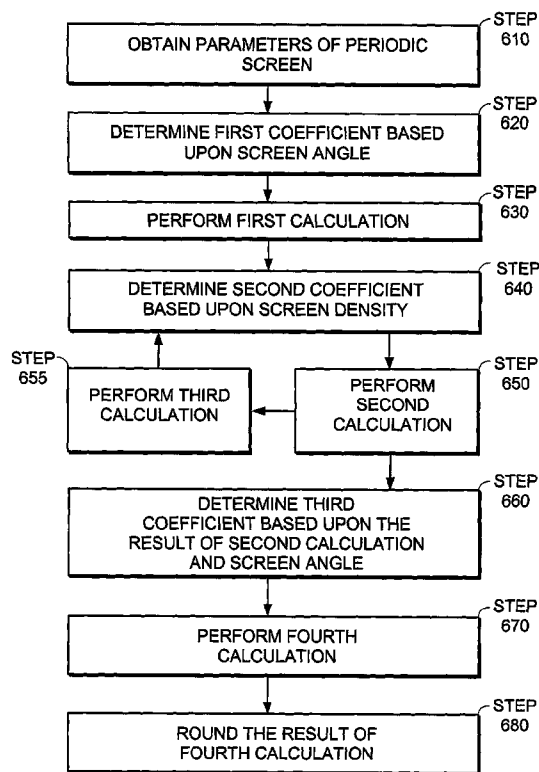 STEP
610
OBTAIN PARAMETERS OF PERIODIC
SCREEN
STEP
620
DETERMINE FIRST COEFFICIENT BASED
UPON SCREEN ANGLE
STEP
630
PERFORM FIRST CALCULATION
STEP
640
DETERMINE SECOND COEFFICIENT
BASED UPON SCREEN DENSITY
STEP
655
PERFORM THIRD
CALCULATION
STEP
650
PERFORM
SECOND
CALCULATION
STEP
660
DETERMINE THIRD
COEFFICIENT BASED UPON THE
RESULT OF SECOND CALCULATION
AND SCREEN ANGLE
STEP
670
PERFORM FOURTH
CALCULATION
STEP
680
ROUND THE RESULT OF
FOURTH CALCULATION